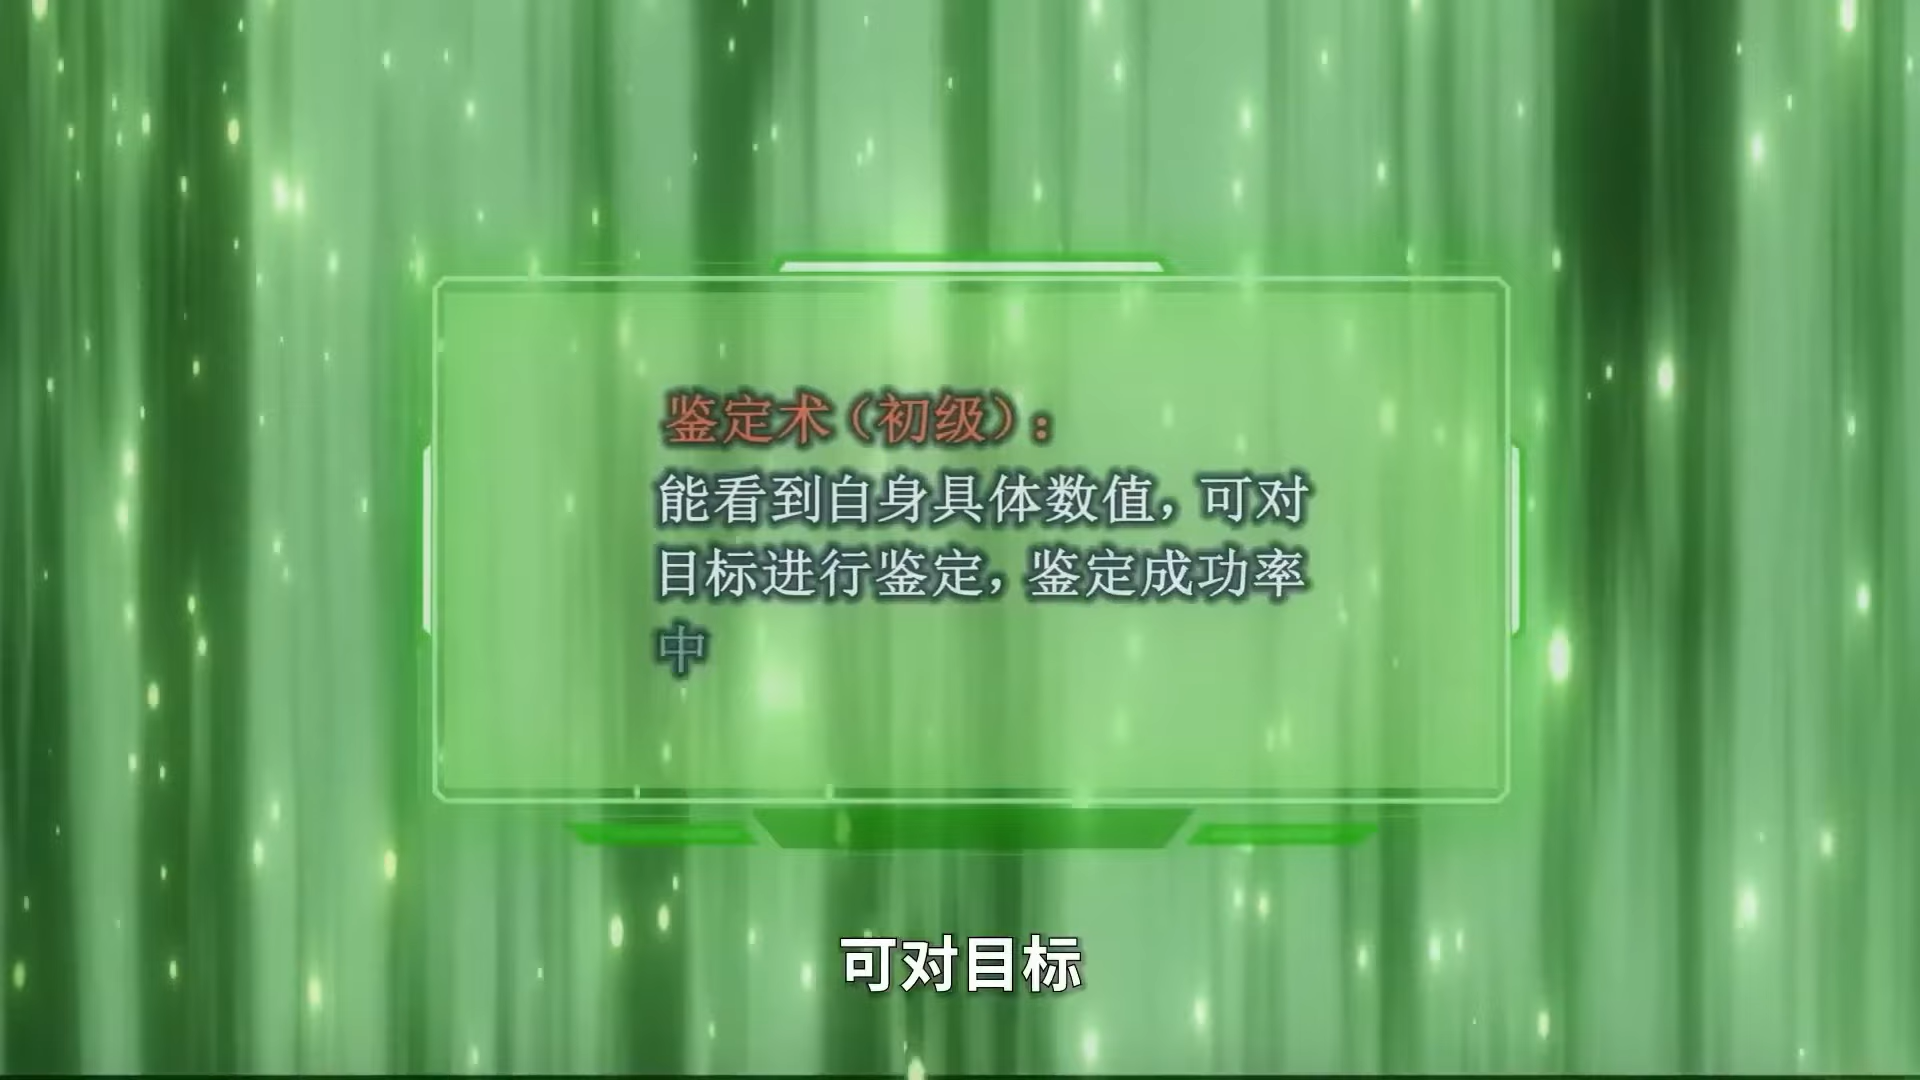 鉴定术（初级）：
能看到自身具体数值，可对
目标进行鉴定，鉴定成功率
中
可对目标